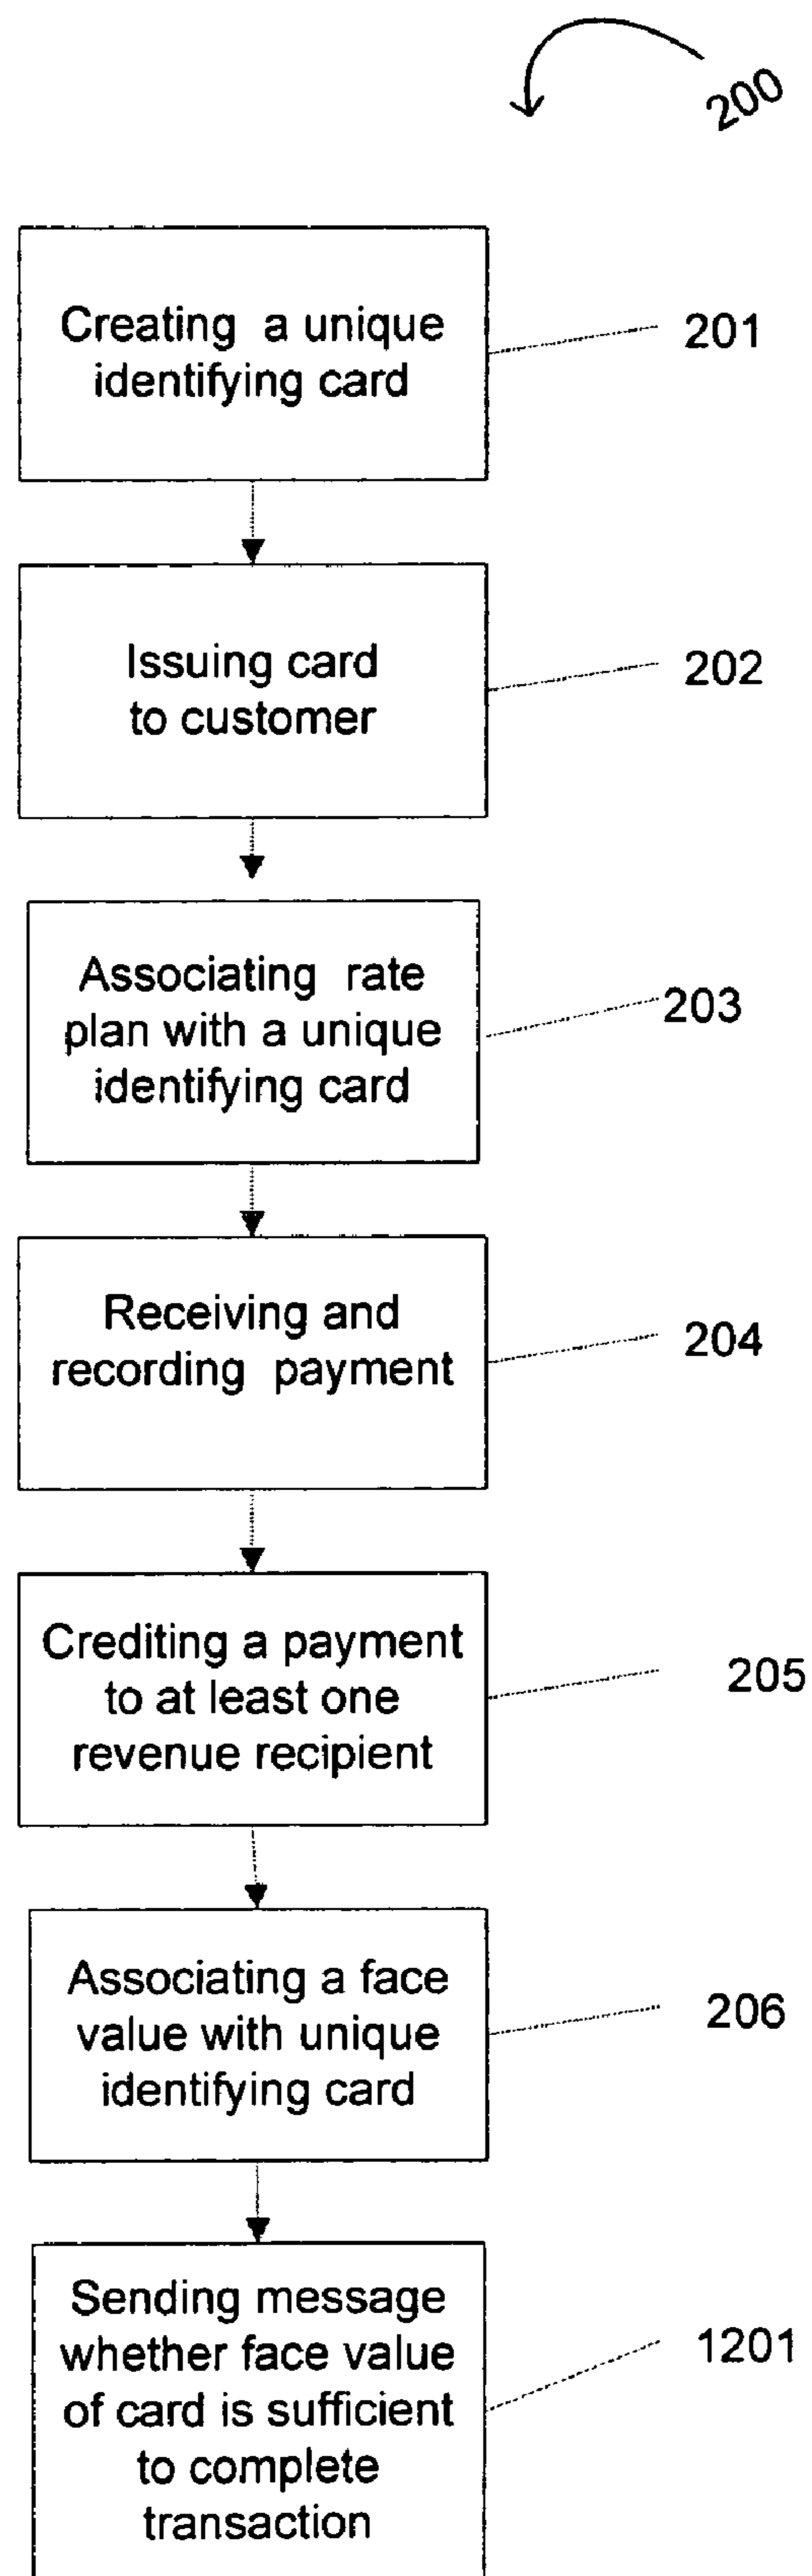 200
Creating a unique
identifying card
201
Issuing card
to customer
202
Associating rate
plan with a unique
identifying card
203
Receiving and
recording payment
204
Crediting a payment
to at least one
revenue recipient
205
Associating a face
value with unique
identifying card
206
Sending message
whether face value
of card is sufficient
to complete
transaction
1201